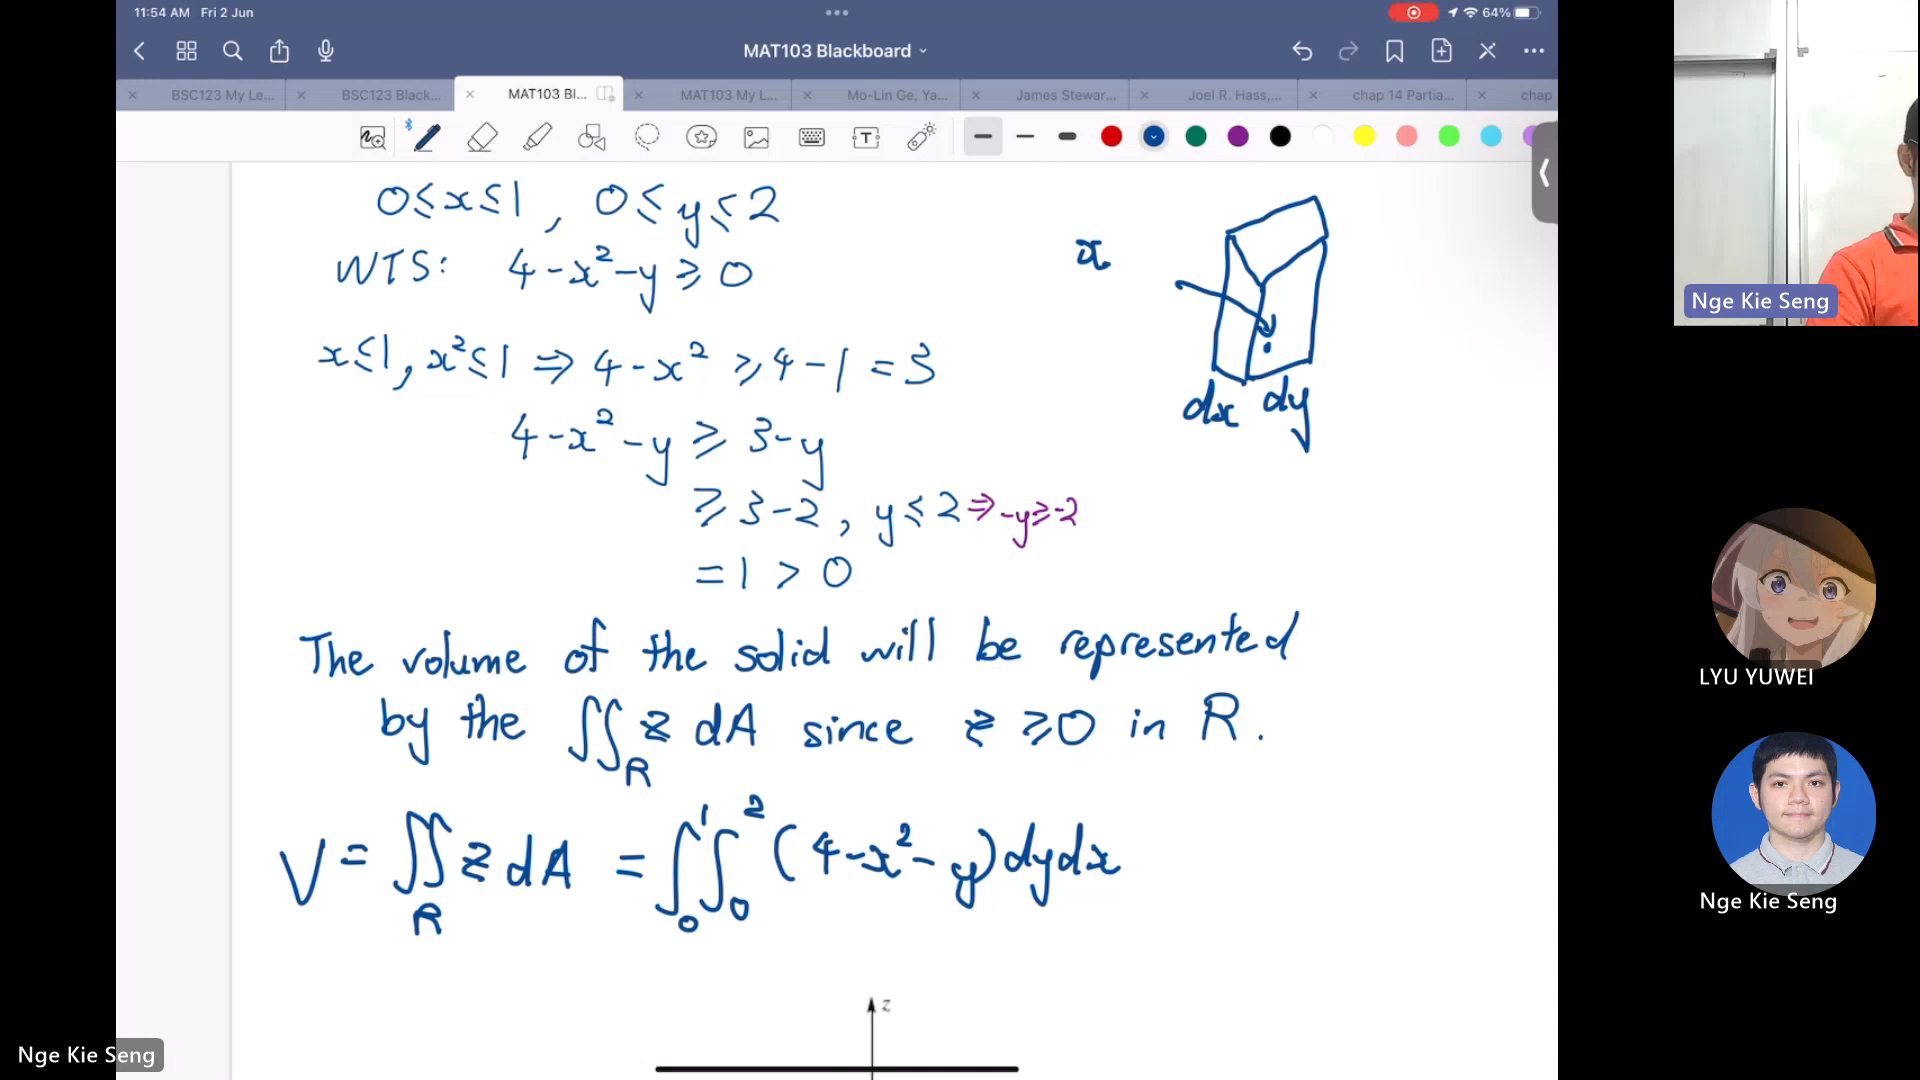 11:54 AM Fri 2 Jun
64%
MAT103 Blackboard
BSC123 My Le...
BSC123 Black...
MAT103 Bl...
MAT103 My L...
Mo-Lin Ge, Ya...
James Stewar...
Joel R. Hass,...
chap 14 Partia...
chap
0≤x≤1, 0≤y≤2
WTS: 4-x²-y≥0
x
x≤1, x²≤1 ⇒ 4-x² ≥ 4-1 = 3
dx dy
4-x²-y ≥ 3-y
≥ 3-2, y≤2 ⇒ -y≥-2
= 1 > 0
The volume of the solid will be represented
by the ∬_R z dA since z ≥0 in R.
V = ∬_R z dA = ∫₀¹∫₀² (4-x²-y)dydx
z
Nge Kie Seng
LYU YUWEI
Nge Kie Seng
Nge Kie Seng